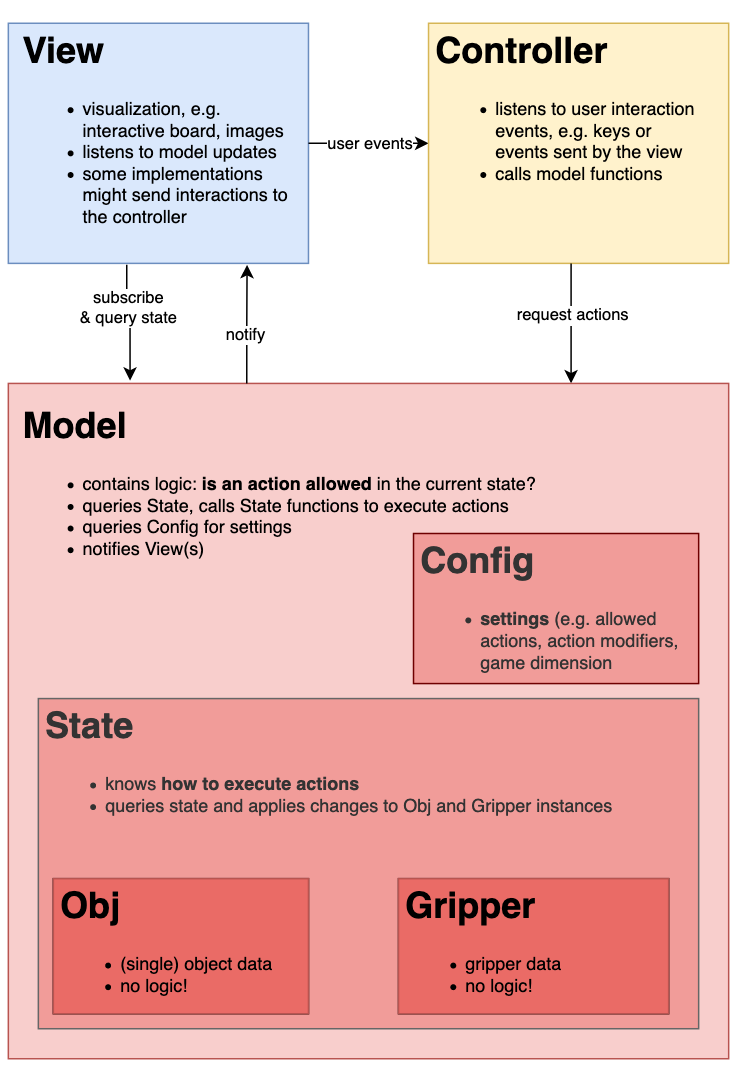 View
• visualization, e.g.
interactive board, images
• listens to model updates
• some implementations
might send interactions to
the controller
user events
Controller
• listens to user interaction
events, e.g. keys or
events sent by the view
• calls model functions
subscribe
& query state
notify
request actions
Model
• contains logic: is an action allowed in the current state?
• queries State, calls State functions to execute actions
• queries Config for settings
• notifies View(s)
Config
• settings (e.g. allowed
actions, action modifiers,
game dimension
State
• knows how to execute actions
• queries state and applies changes to Obj and Gripper instances
Obj
• (single) object data
• no logic!
Gripper
• gripper data
• no logic!